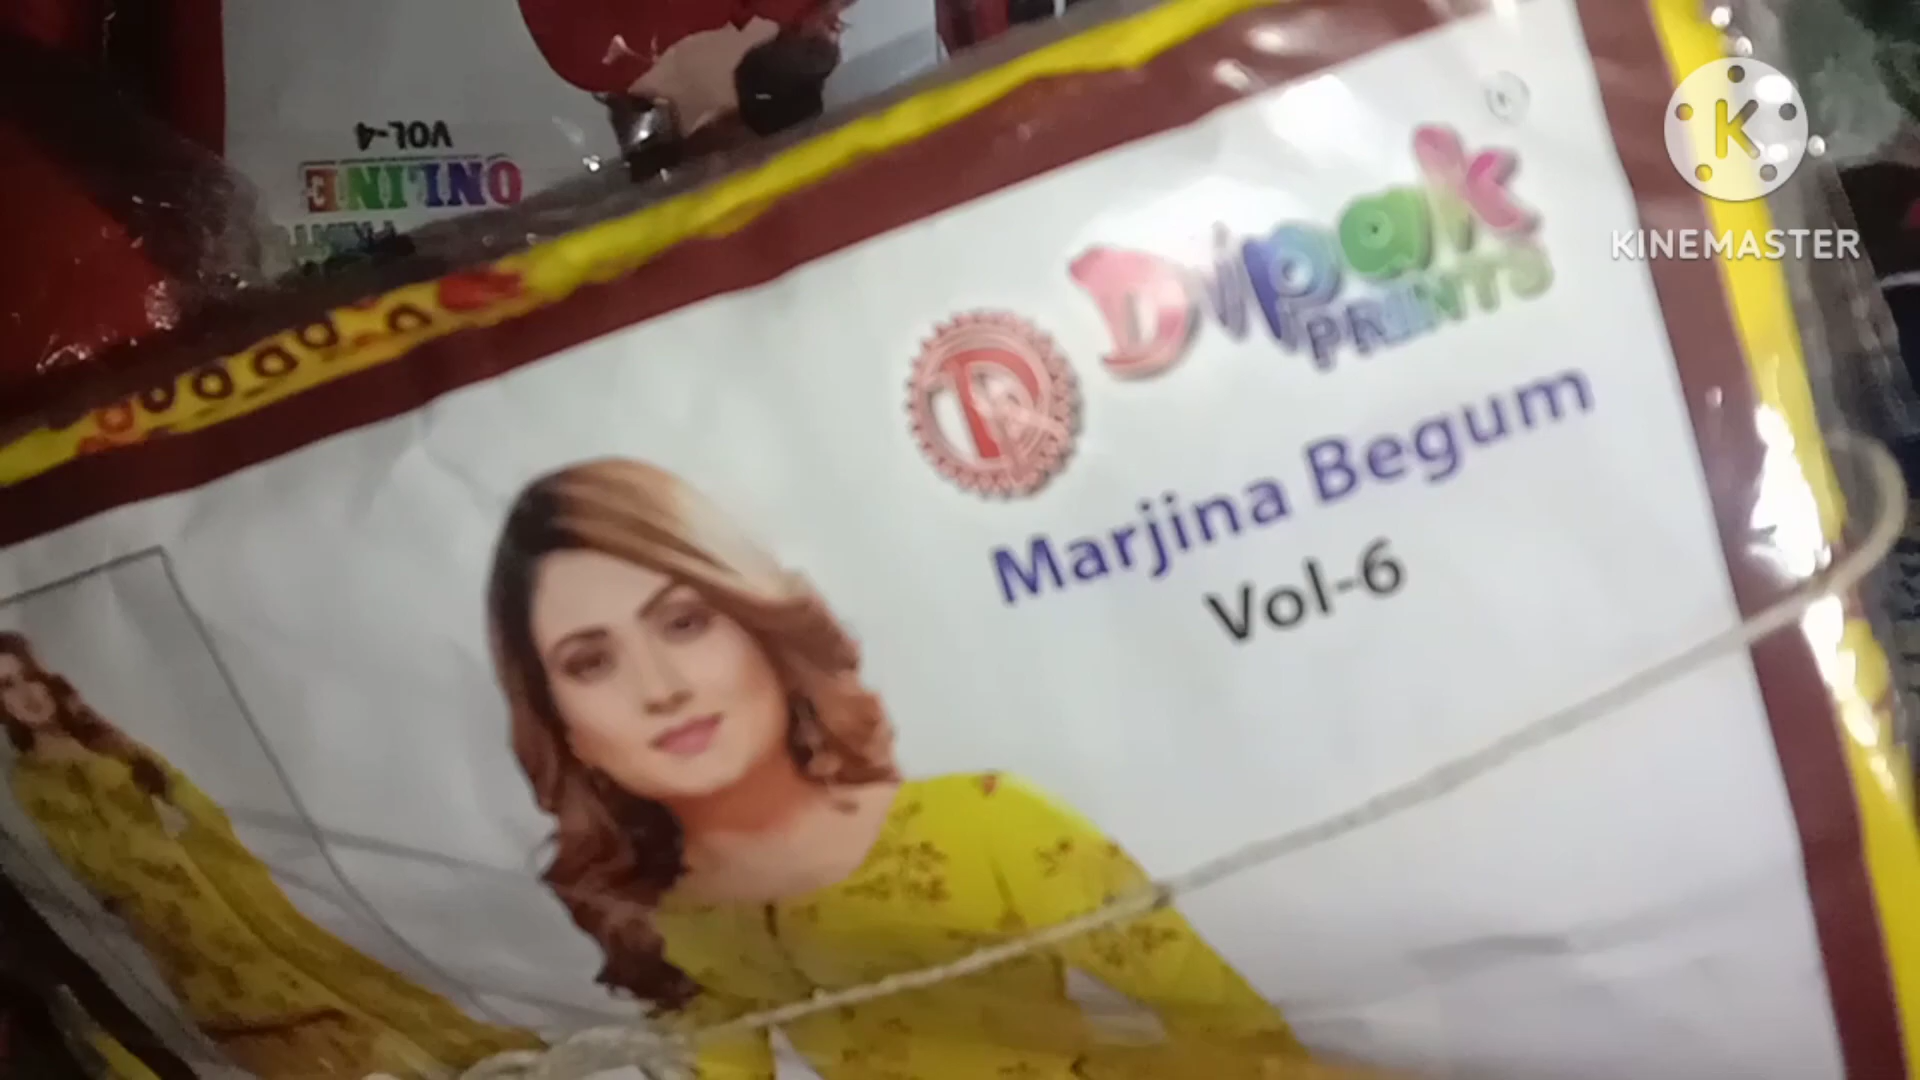 VOL-4
ONLINE
K
KINEMASTER
Dipak
PRINTS
Marjina Begum
Vol-6